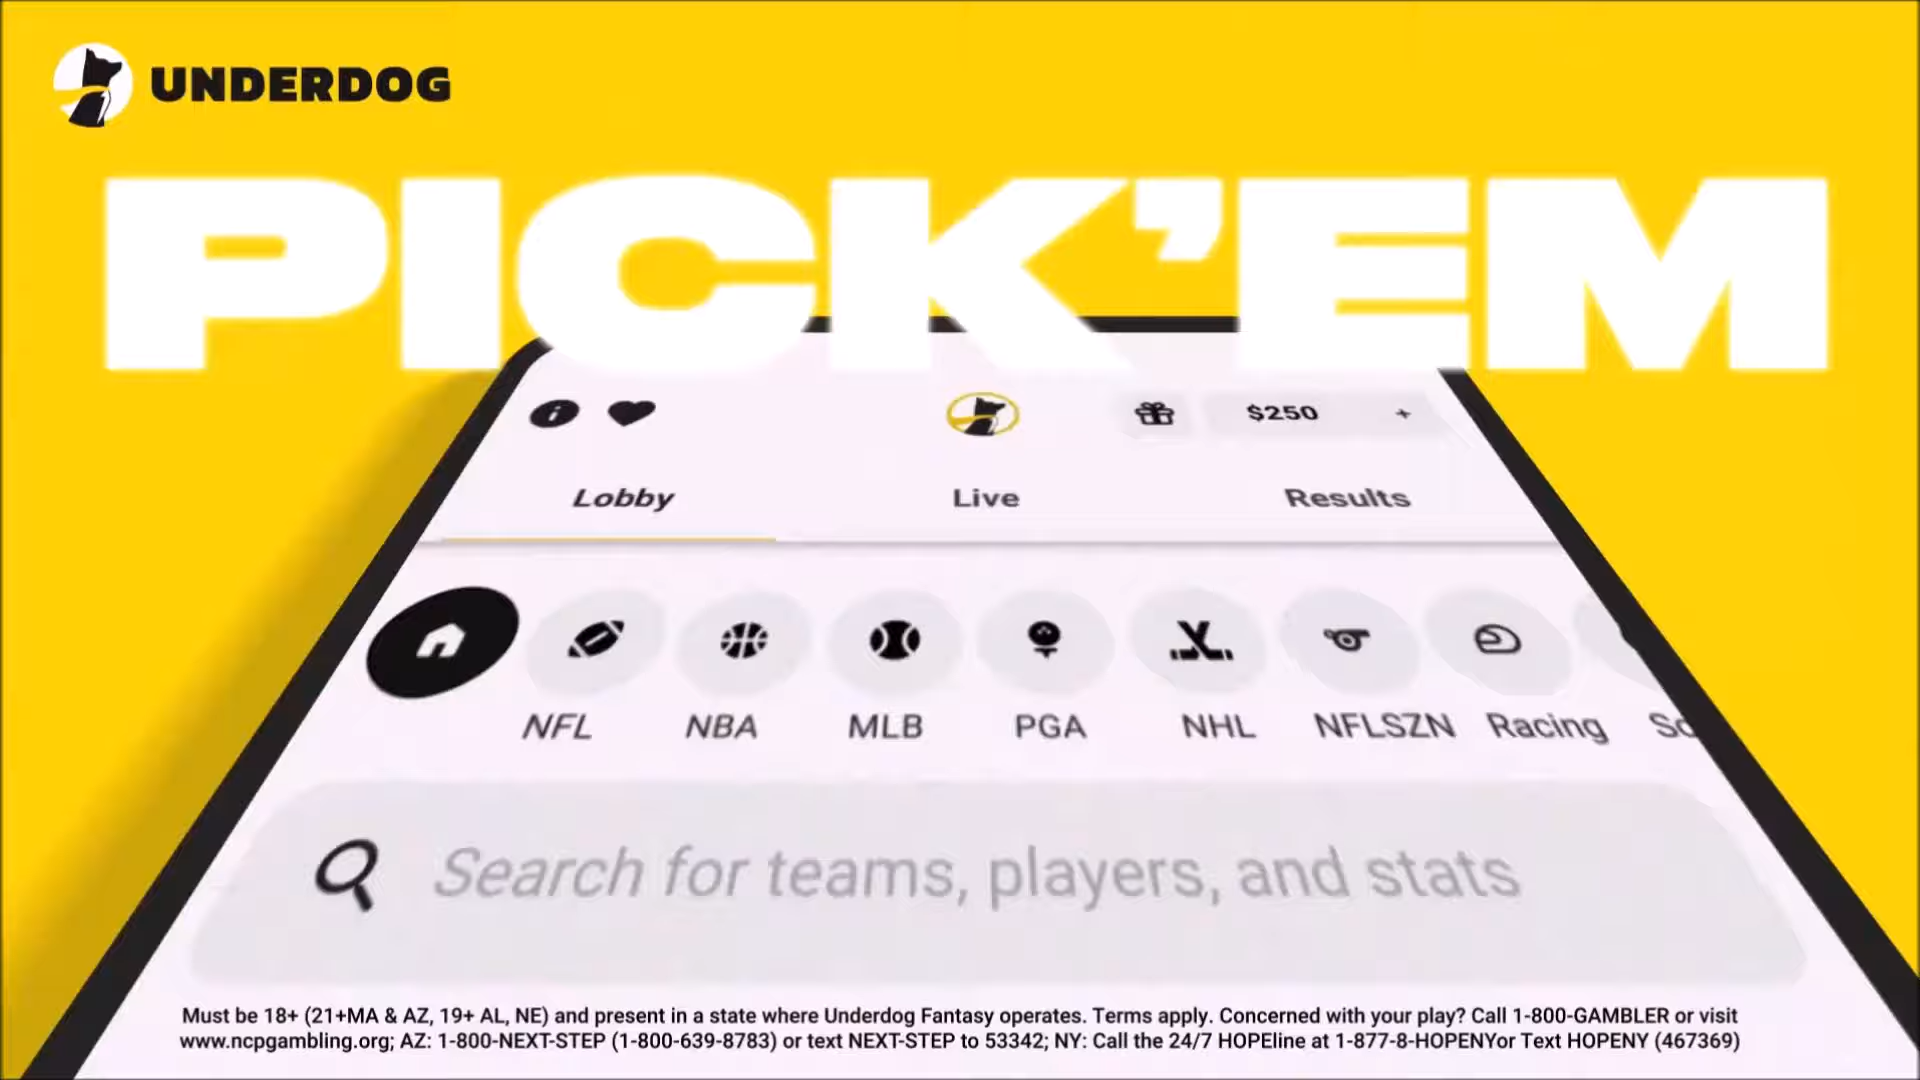 UNDERDOG
PICK'EM
$250 +
Lobby Live Results
NFL NBA MLB PGA NHL NFLSZN Racing
Search for teams, players, and stats
Must be 18+ (21+MA & AZ, 19+ AL, NE) and present in a state where Underdog Fantasy operates. Terms apply. Concerned with your play? Call 1-800-GAMBLER or visit
www.ncpgambling.org; AZ: 1-800-NEXT-STEP (1-800-639-8783) or text NEXT-STEP to 53342; NY: Call the 24/7 HOPEline at 1-877-8-HOPENYor Text HOPENY (467369)